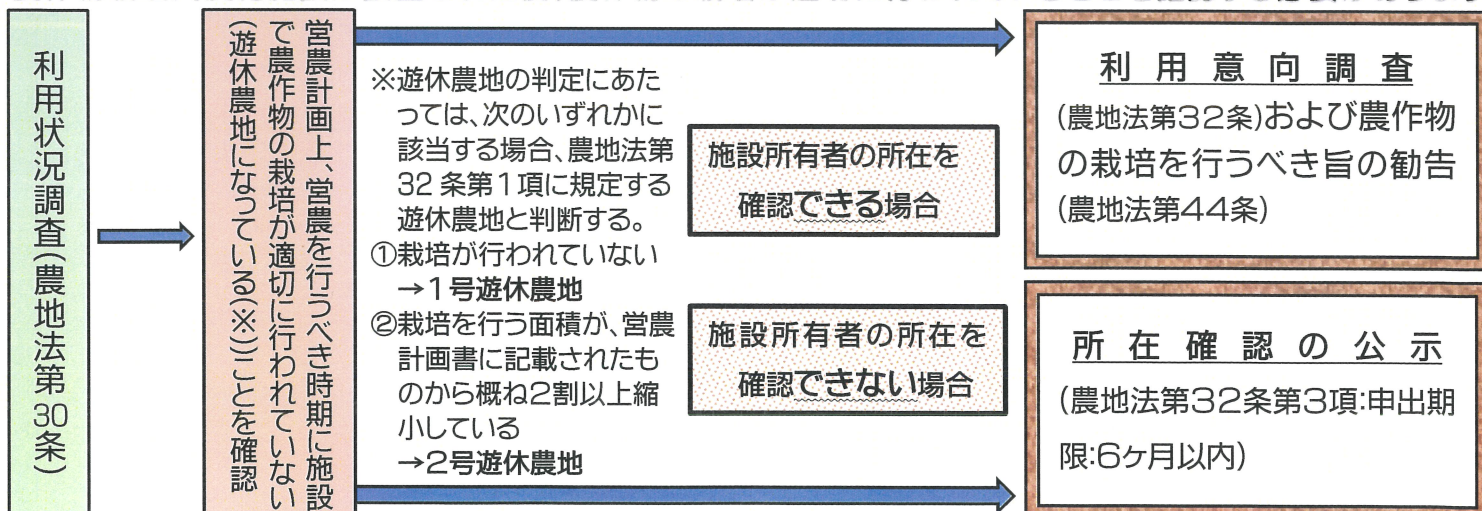 利用状況調査(農地法第30条)
営農計画上、営農を行うべき時期に施設
で農作物の栽培が適切に行われていない
(遊休農地になっている(※))ことを確認
※遊休農地の判定にあた
っては、次のいずれかに
該当する場合、農地法第
32条第1項に規定する
遊休農地と判断する。
①栽培が行われていない
→1号遊休農地
②栽培を行う面積が、営農
計画書に記載されたも
のから概ね2割以上縮
小している
→2号遊休農地
施設所有者の所在を
確認できる場合
施設所有者の所在を
確認できない場合
利用意向調査
(農地法第32条)および農作物
の栽培を行うべき旨の勧告
(農地法第44条)
所在確認の公示
(農地法第32条第3項:申出期
限:6ヶ月以内)